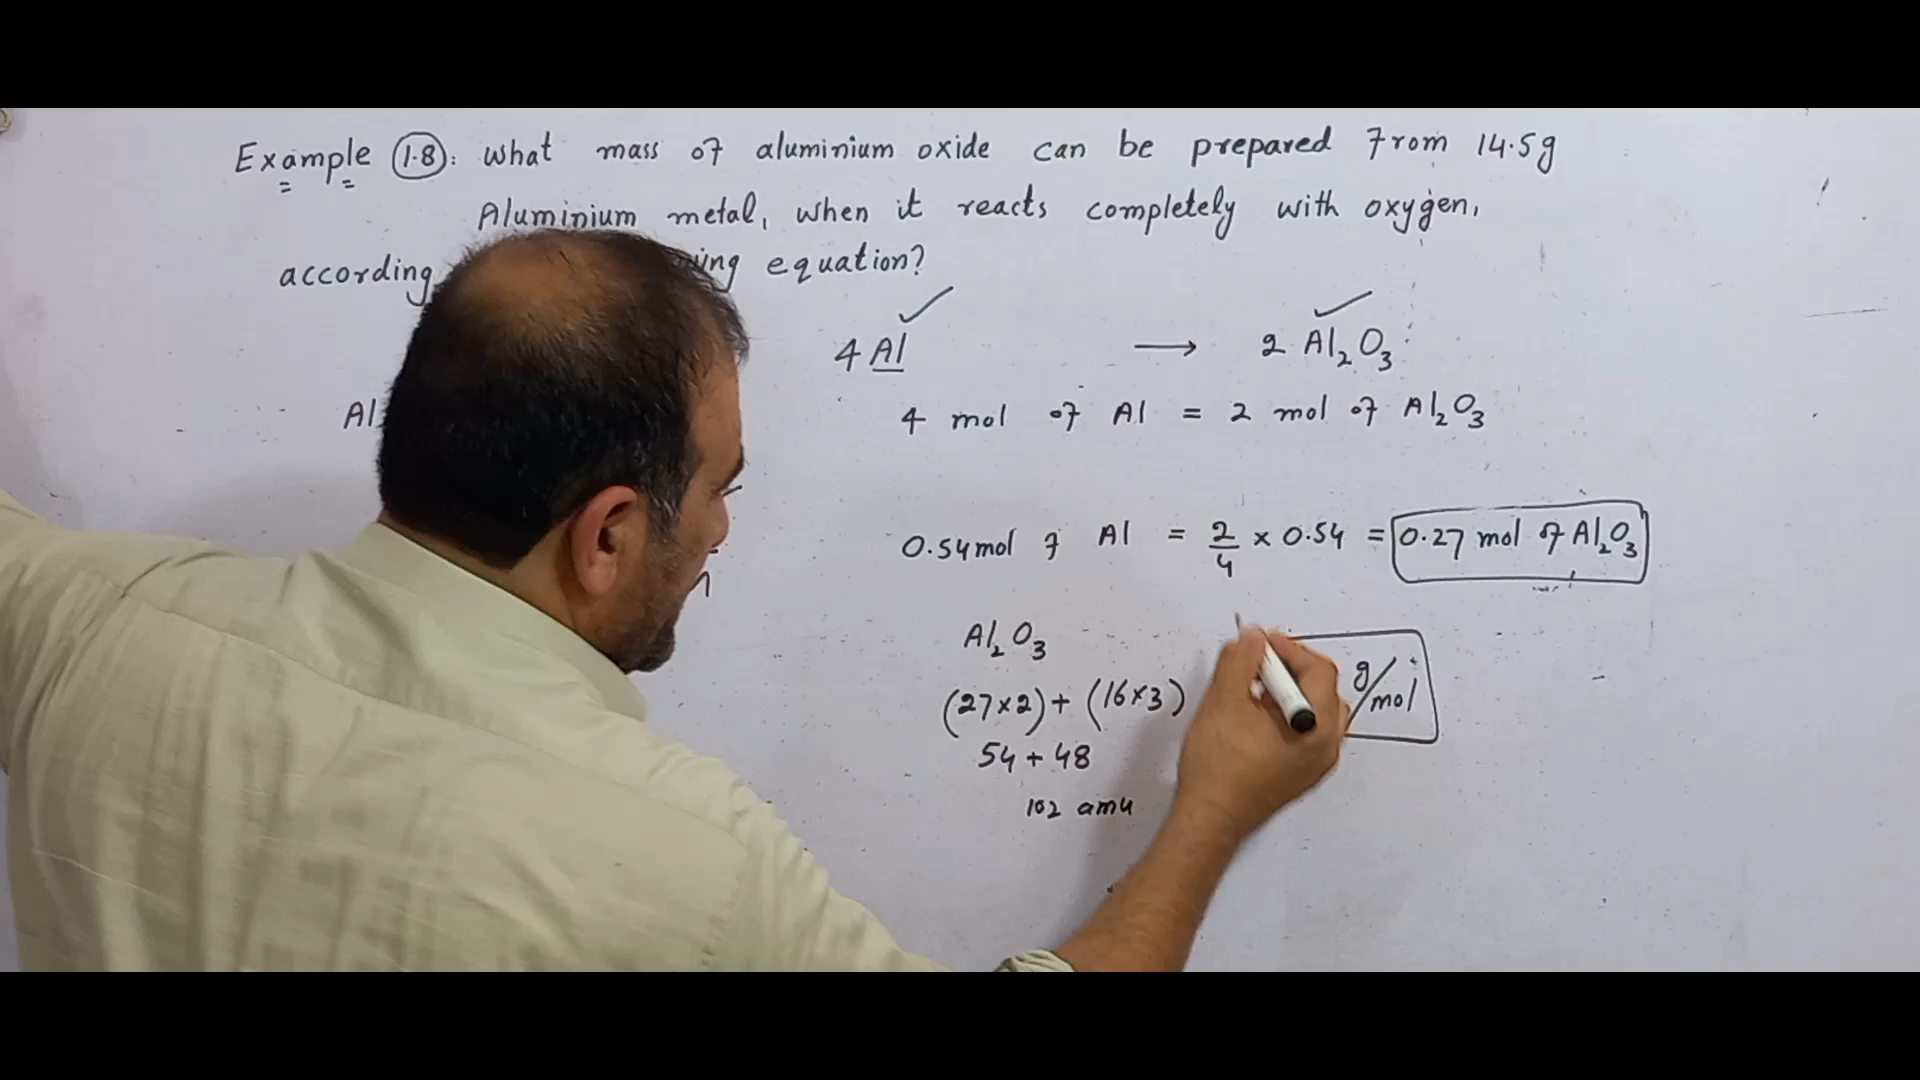 Example 1.8: What mass of aluminium oxide can be prepared from 14.5g
Aluminium metal, when it reacts completely with oxygen,
according equation?
4Al → 2 Al₂O₃
Al
4 mol of Al = 2 mol of Al₂O₃
0.54 mol of Al = 2/4 × 0.54 = 0.27 mol of Al₂O₃
Al₂O₃
(27×2) + (16×3) g/mol
54 + 48
102 amu